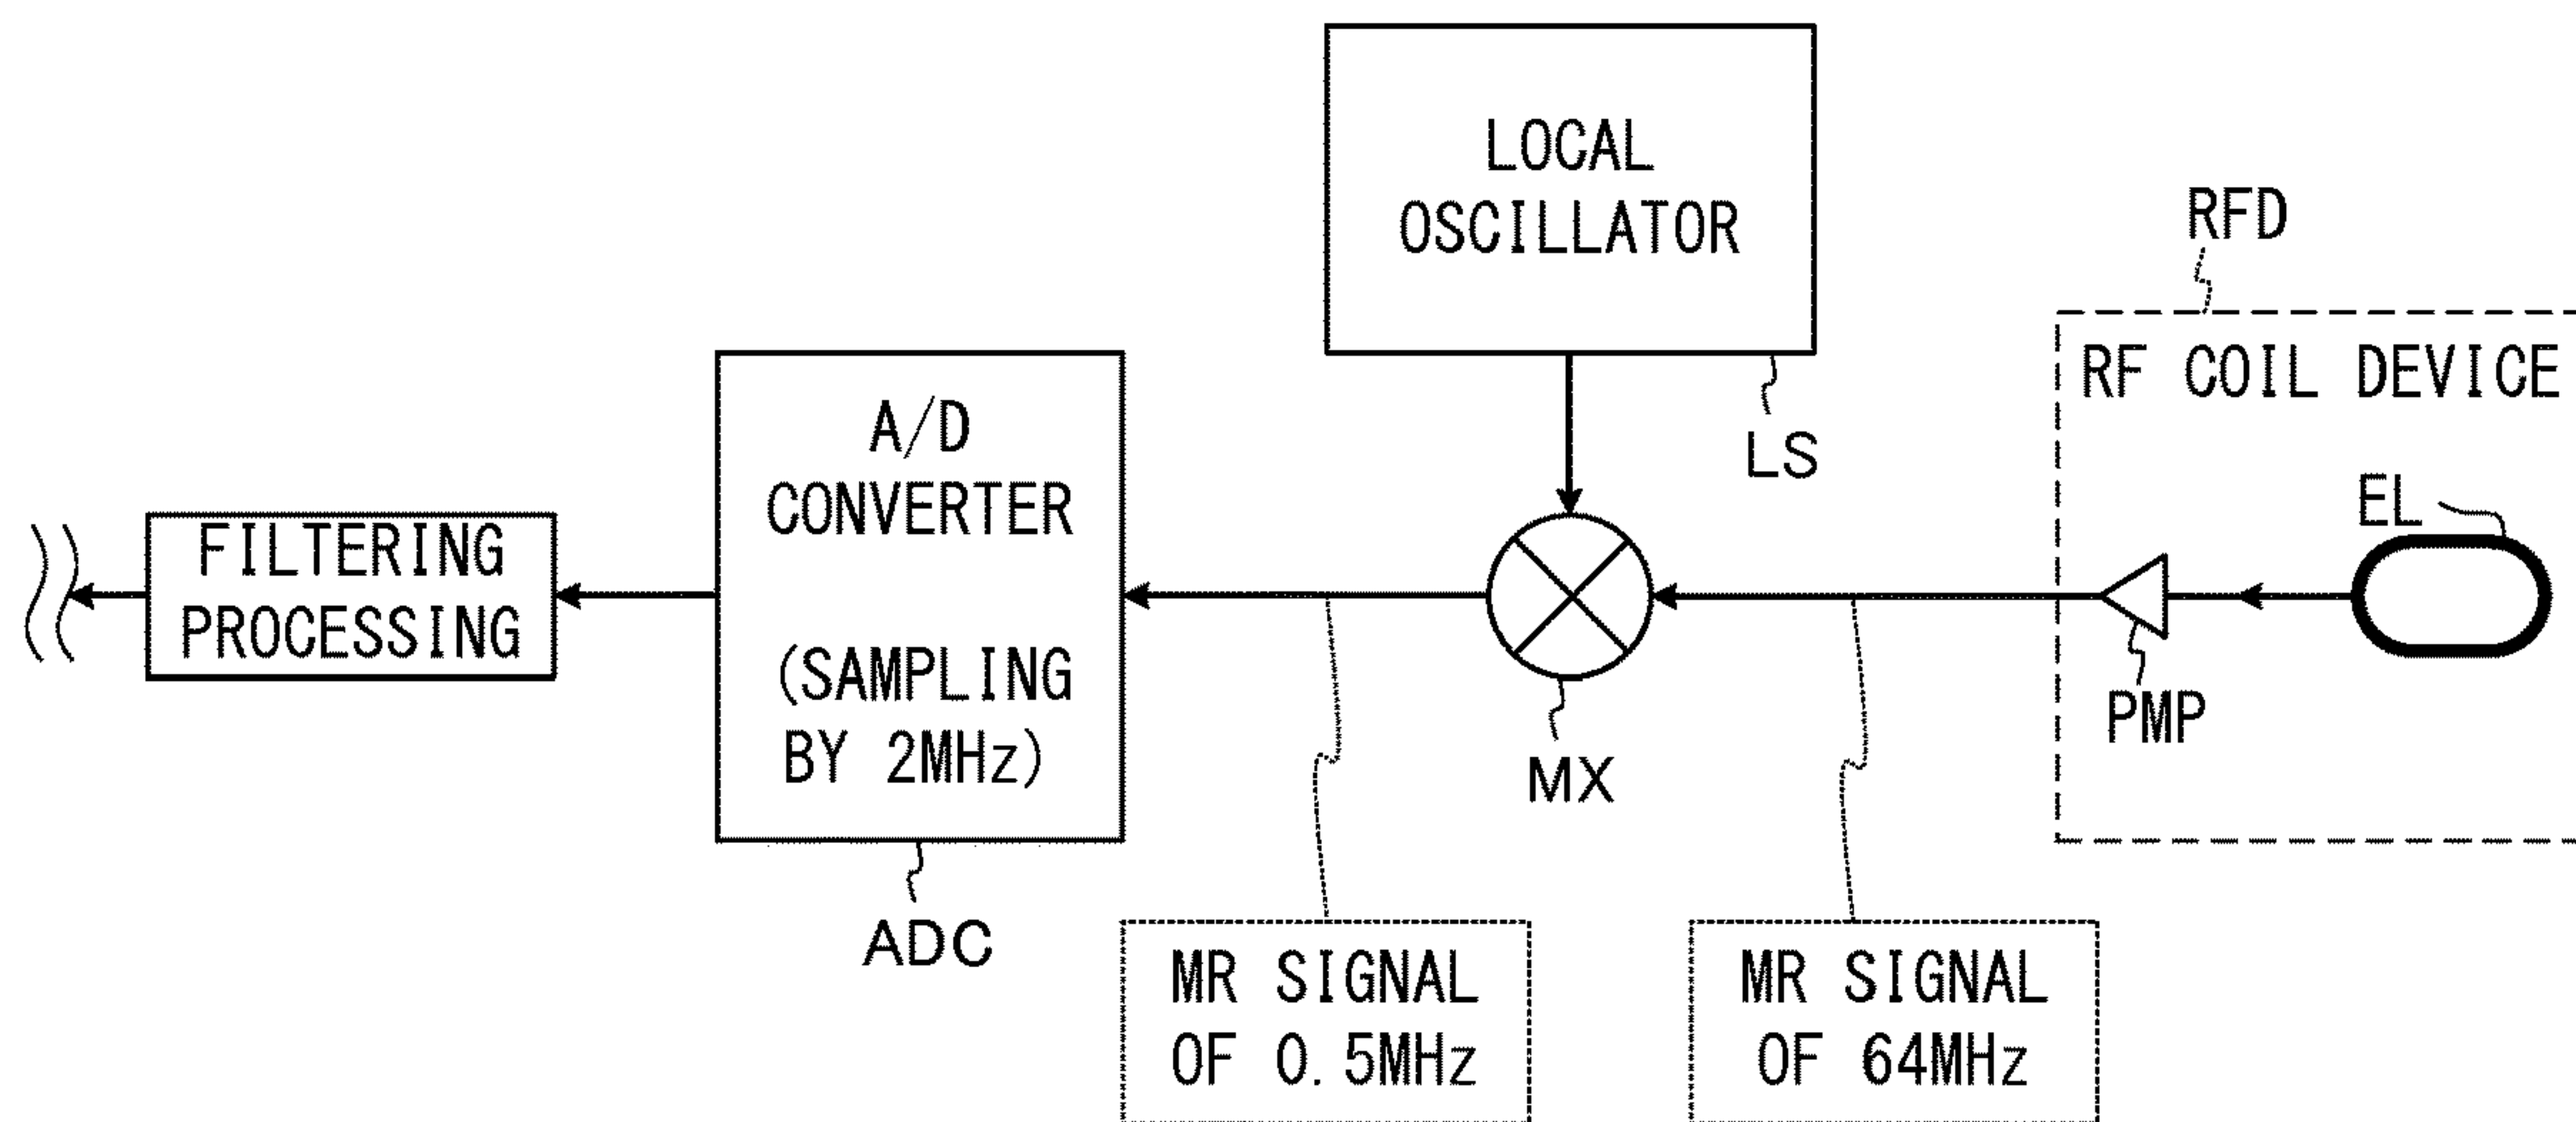 LOCAL
OSCILLATOR
LS
RFD
RF COIL DEVICE
EL
PMP
A/D
CONVERTER
(SAMPLING
BY 2MHz)
ADC
FILTERING
PROCESSING
MX
MR SIGNAL
OF 0.5MHz
MR SIGNAL
OF 64MHz